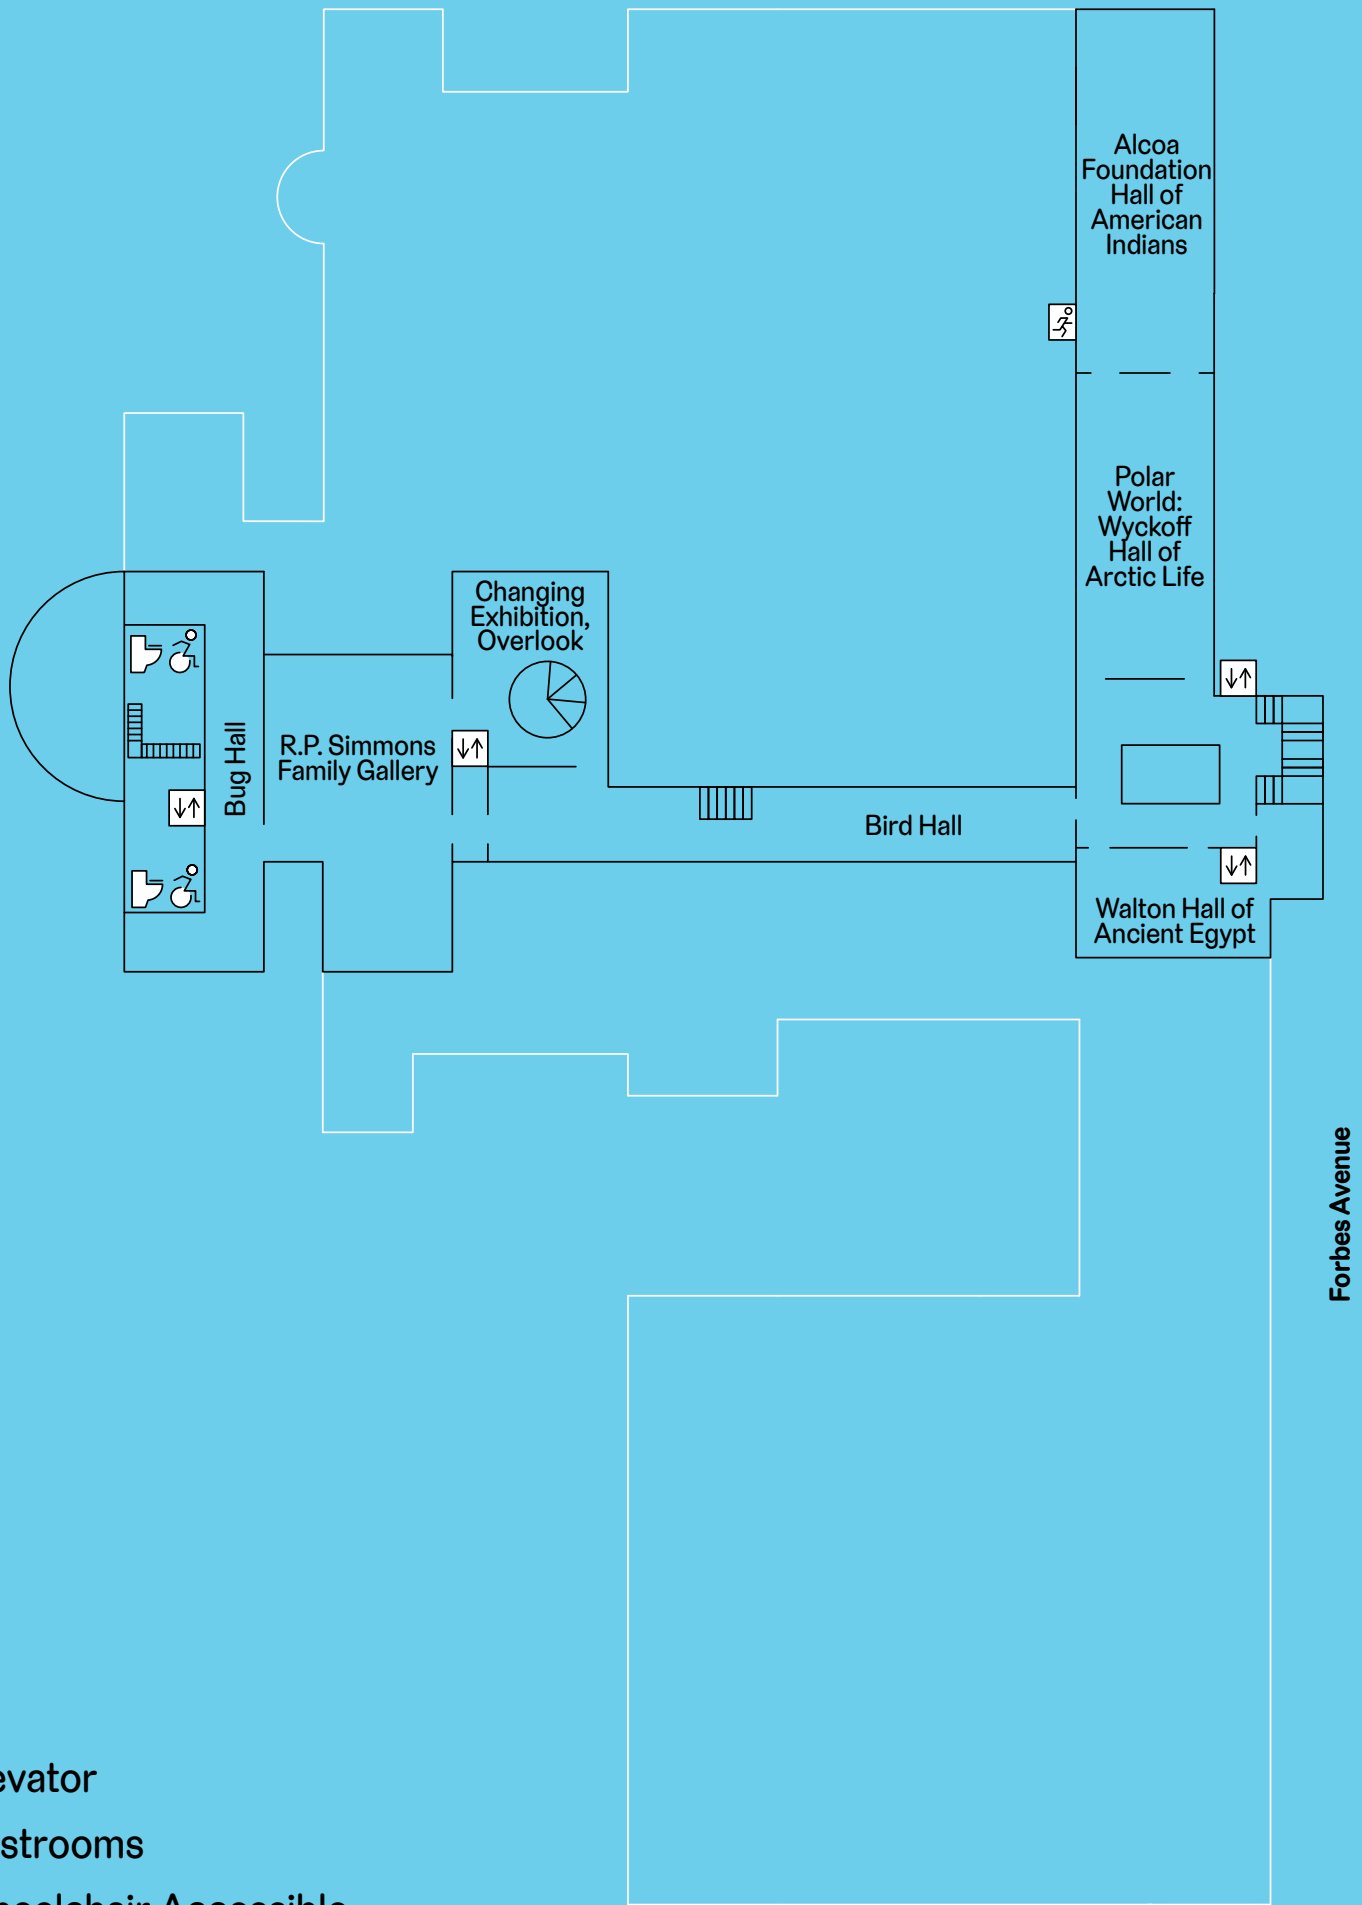 Alcoa
Foundation
Hall of
American
Indians
Polar
World:
Wyckoff
Hall of
Arctic Life
Changing
Exhibition,
Overlook
Bug Hall
R.P. Simmons
Family Gallery
Bird Hall
Walton Hall of
Ancient Egypt
Forbes Avenue
evator
strooms
Accessible